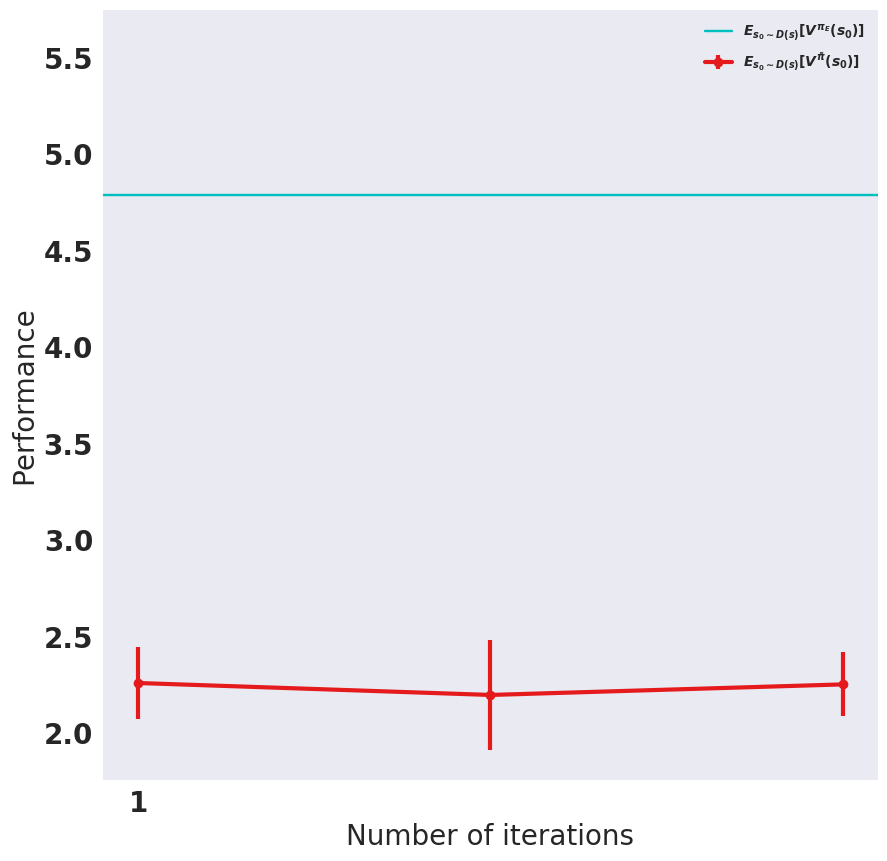 E_{s_0∼D(s)}[V^{π_E}(s_0)]
E_{s_0∼D(s)}[V^{π̃}(s_0)]
5.5
5.0
4.5
4.0
3.5
3.0
2.5
2.0
Performance
1
Number of iterations